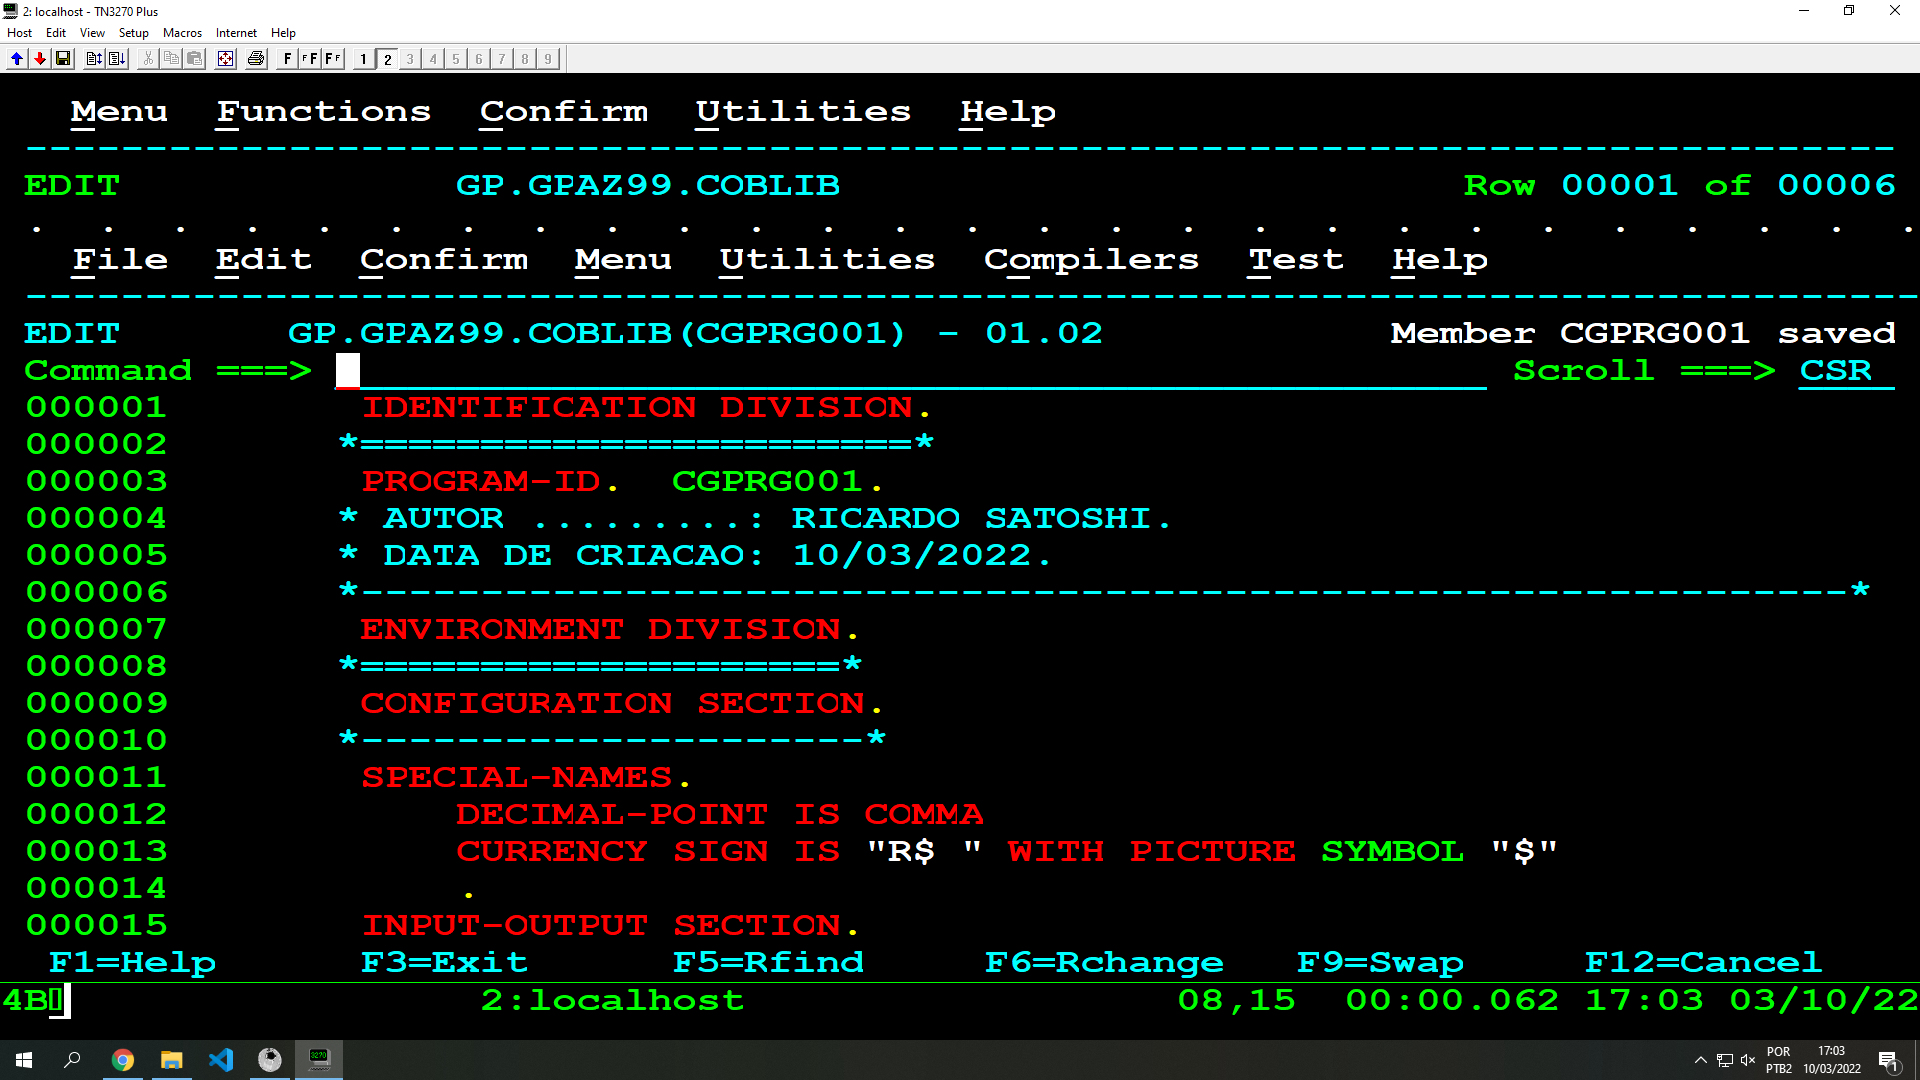 2: localhost - TN3270 Plus
Host Edit View Setup Macros Internet Help
F F F F F 1 2 3 4 5 6 7 8 9
Menu Functions Confirm Utilities Help
------------------------------------------------------------------------------
EDIT GP.GPAZ99.COBLIB Row 00001 of 00006
. . . . . . . . . . . . . . . . . . . . . . . . . . .
File Edit Confirm Menu Utilities Compilers Test Help
-------------------------------------------------------------------------------
EDIT GP.GPAZ99.COBLIB(CGPRG001) - 01.02 Member CGPRG001 saved
Command ===> Scroll ===> CSR
000001 IDENTIFICATION DIVISION.
000002 *=======================*
000003 PROGRAM-ID. CGPRG001.
000004 * AUTOR .........: RICARDO SATOSHI.
000005 * DATA DE CRIACAO: 10/03/2022.
000006 *--------------------------------------------------------------*
000007 ENVIRONMENT DIVISION.
000008 *====================*
000009 CONFIGURATION SECTION.
000010 *---------------------*
000011 SPECIAL-NAMES.
000012 DECIMAL-POINT IS COMMA
000013 CURRENCY SIGN IS "R$ " WITH PICTURE SYMBOL "$"
000014 .
000015 INPUT-OUTPUT SECTION.
F1=Help F3=Exit F5=Rfind F6=Rchange F9=Swap F12=Cancel
4B 2:localhost 08,15 00:00.062 17:03 03/10/22
3270
POR 17:03
PTB2 10/03/2022 1